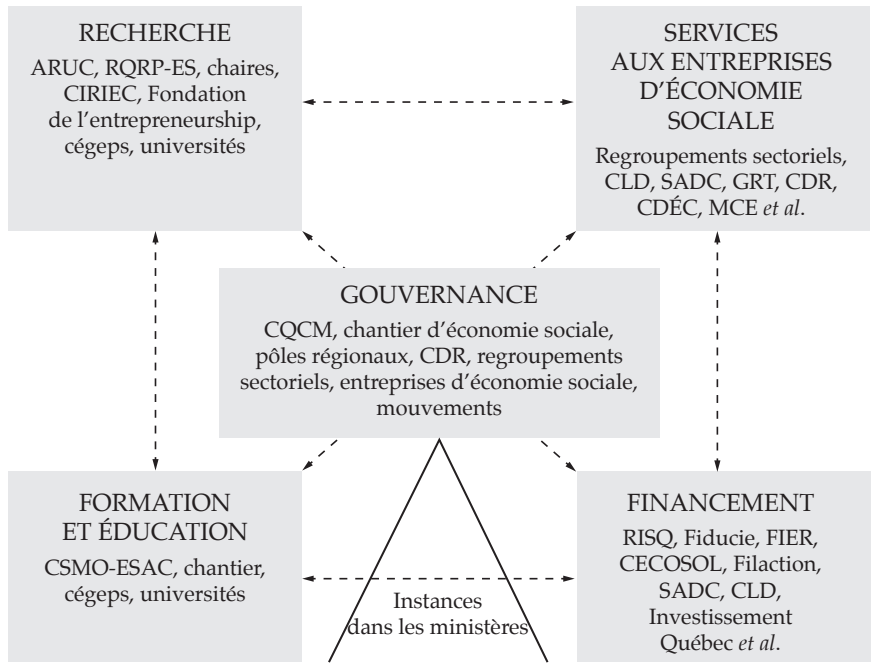 RECHERCHE
ARUC, RQRP-ES, chaires,
CIRIEC, Fondation
de l'entrepreneurship,
cégeps, universités
SERVICES
AUX ENTREPRISES
D'ÉCONOMIE
SOCIALE
Regroupements sectoriels,
CLD, SADC, GRT, CDR,
CDÉC, MCE et al.
GOUVERNANCE
CQCM, chantier d'économie sociale,
pôles régionaux, CDR, regroupements
sectoriels, entreprises d'économie sociale,
mouvements
FORMATION
ET ÉDUCATION
CSMO-ESAC, chantier,
cégeps, universités
Instances
dans les ministères
FINANCEMENT
RISQ, Fiducie, FIER,
CECOSOL, Filaction,
SADC, CLD,
Investissement
Québec et al.